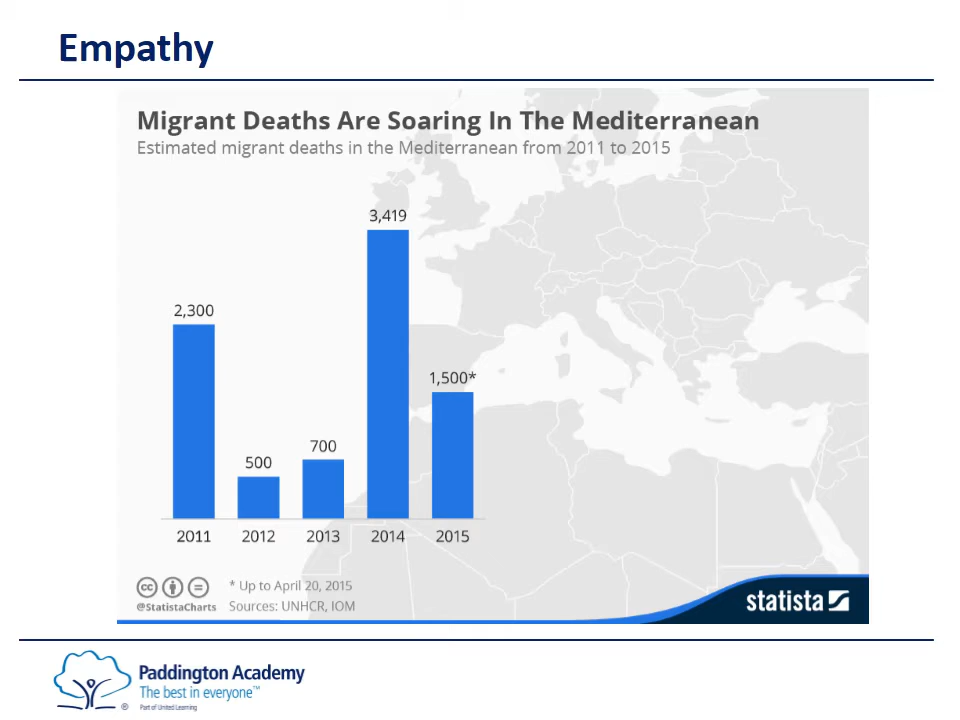 Empathy
Migrant Deaths Are Soaring In The Mediterranean
Estimated migrant deaths in the Mediterranean from 2011 to 2015
3,419
2,300
1,500*
700
500
2011 2012 2013 2014 2015
cc
* Up to April 20, 2015
@StatistaCharts Sources: UNHCR, IOM
statista
Paddington Academy
The best in everyone™
® Part of United Learning